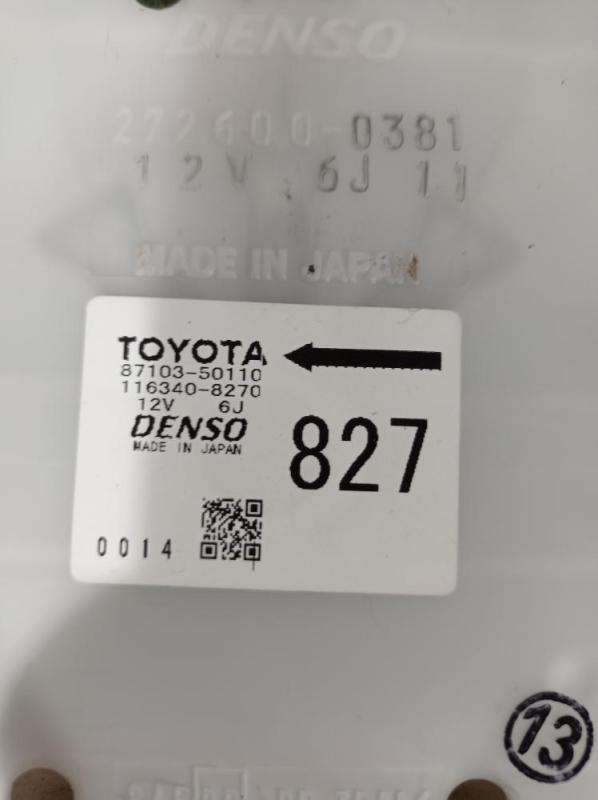 DENSO
272600-0381
12V 6J 11
MADE IN JAPAN
TOYOTA
87103-50110
116340-8270
12V 6J
DENSO
MADE IN JAPAN
827
0014
13